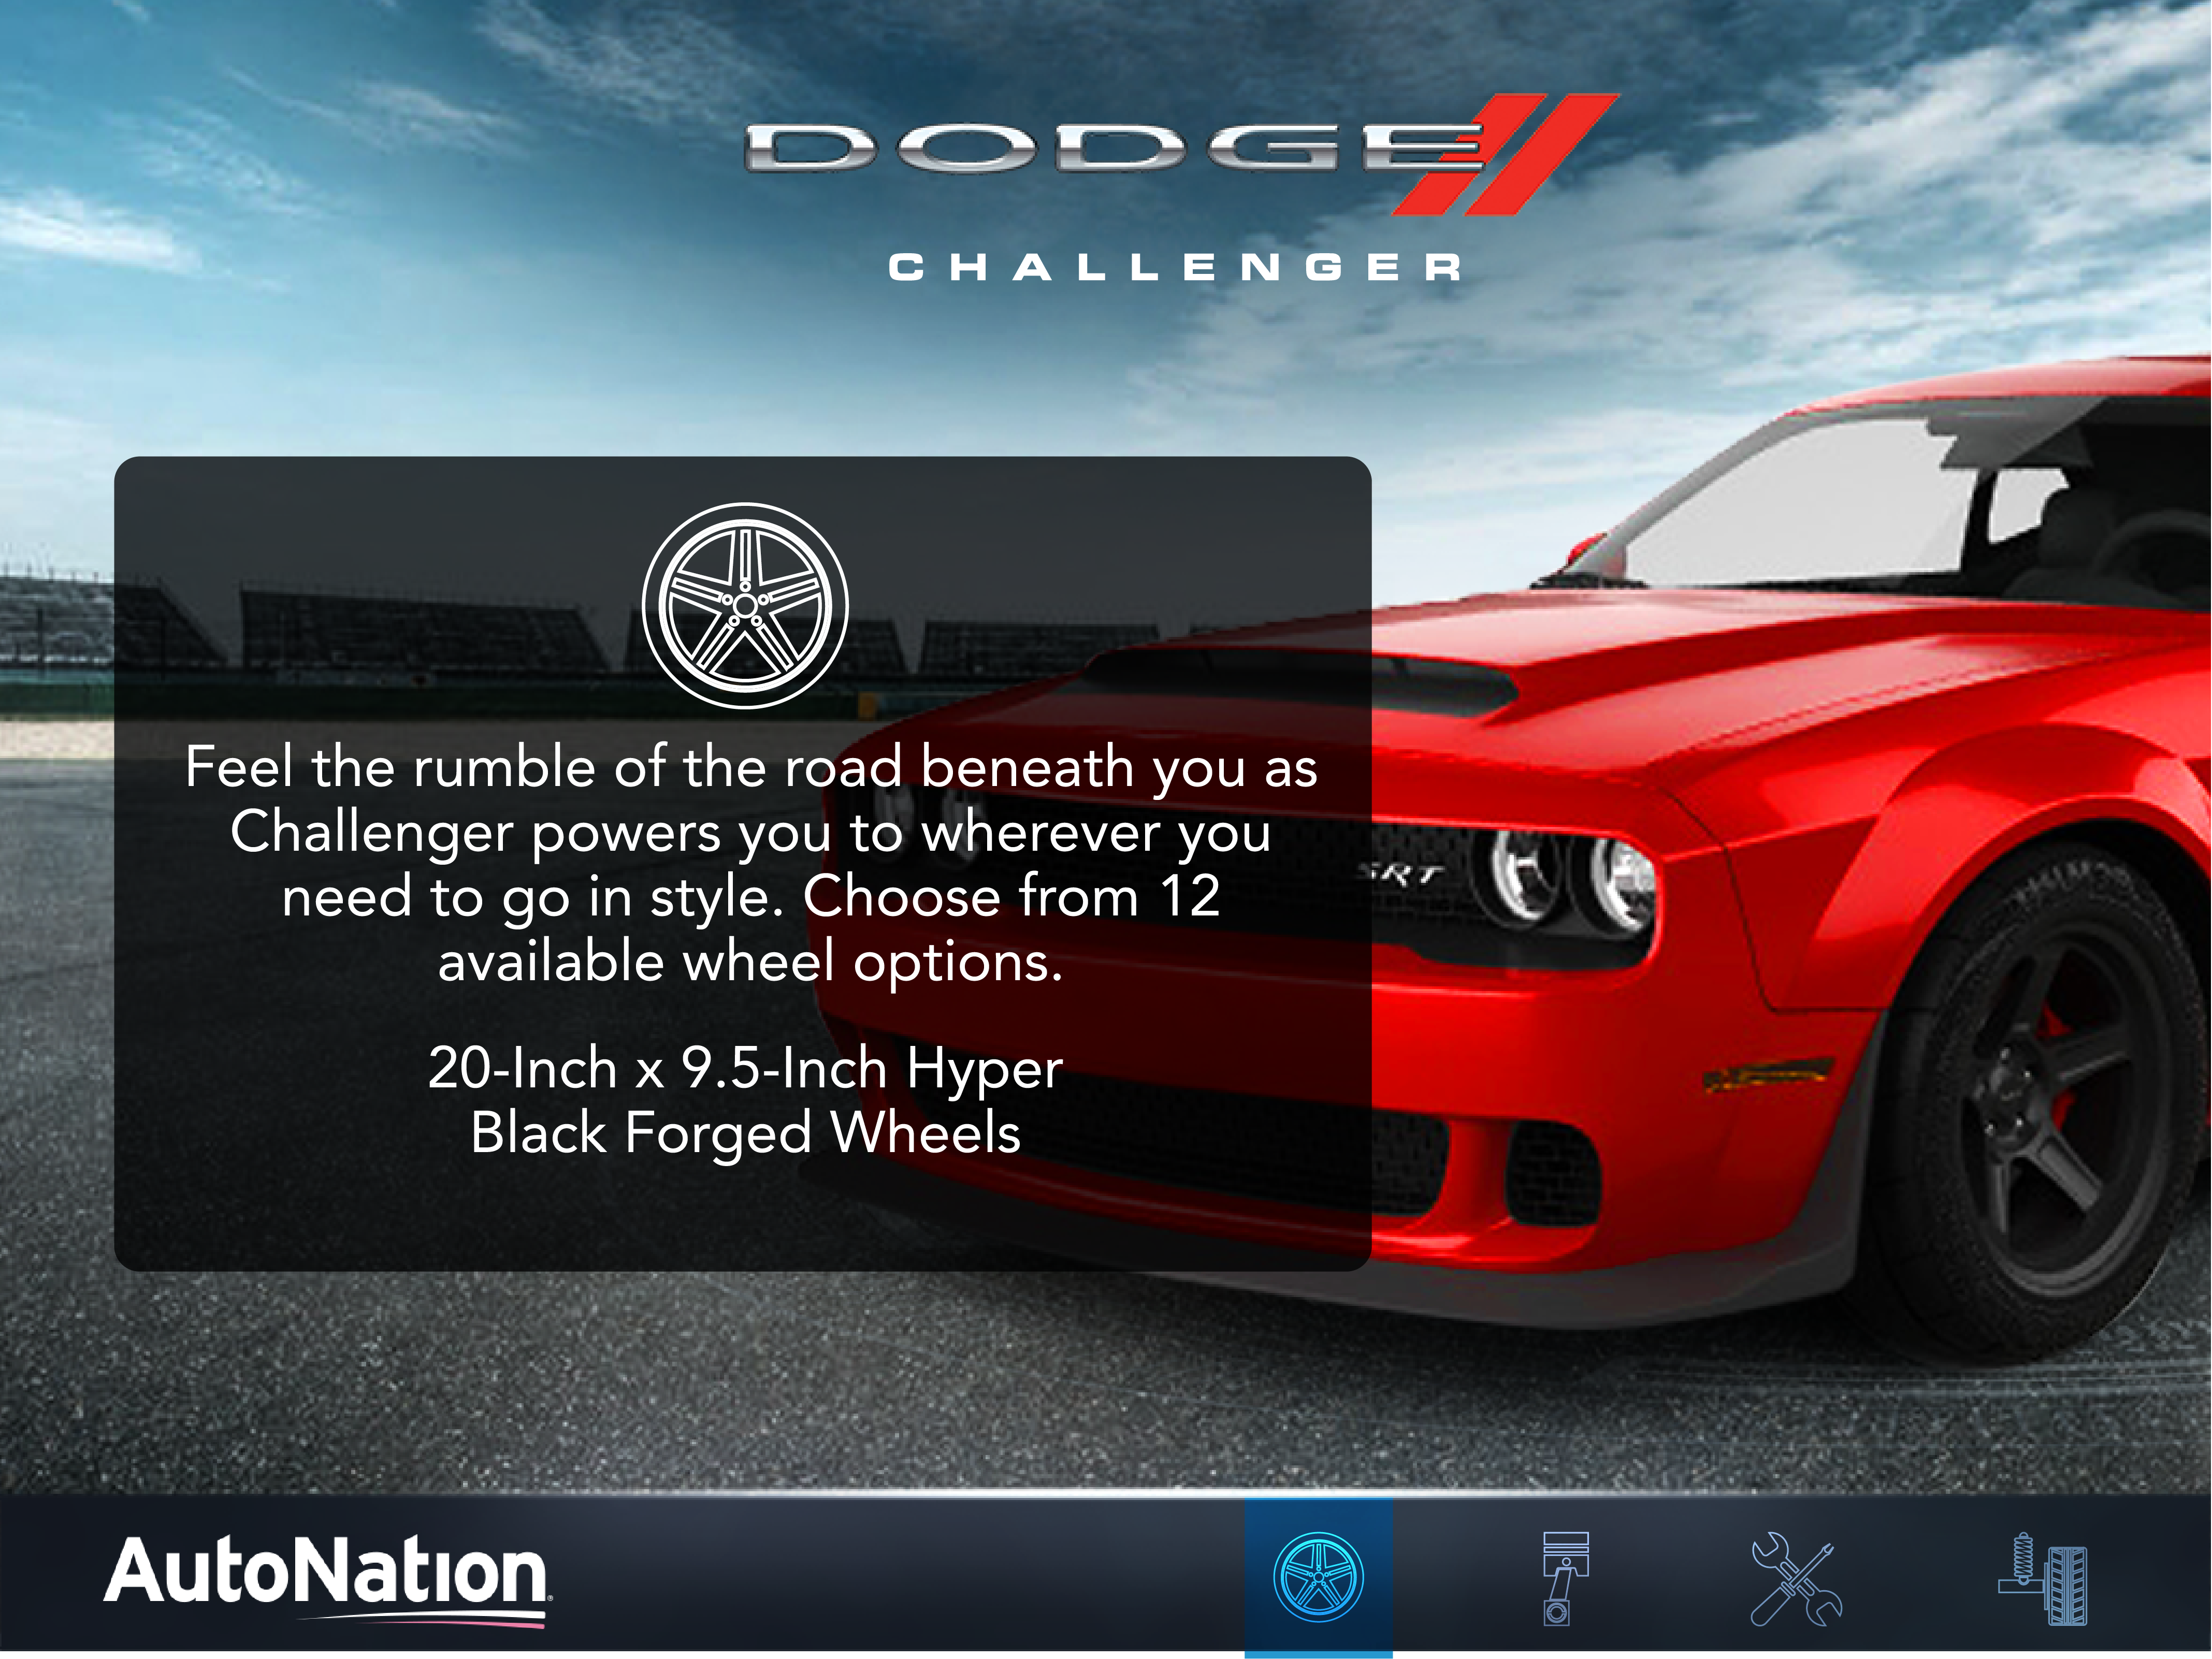 DODGE
CHALLENGER
Feel the rumble of the road beneath you as
Challenger powers you to wherever you
need to go in style. Choose from 12
available wheel options.
20-Inch x 9.5-Inch Hyper
Black Forged Wheels
SRT
AutoNation